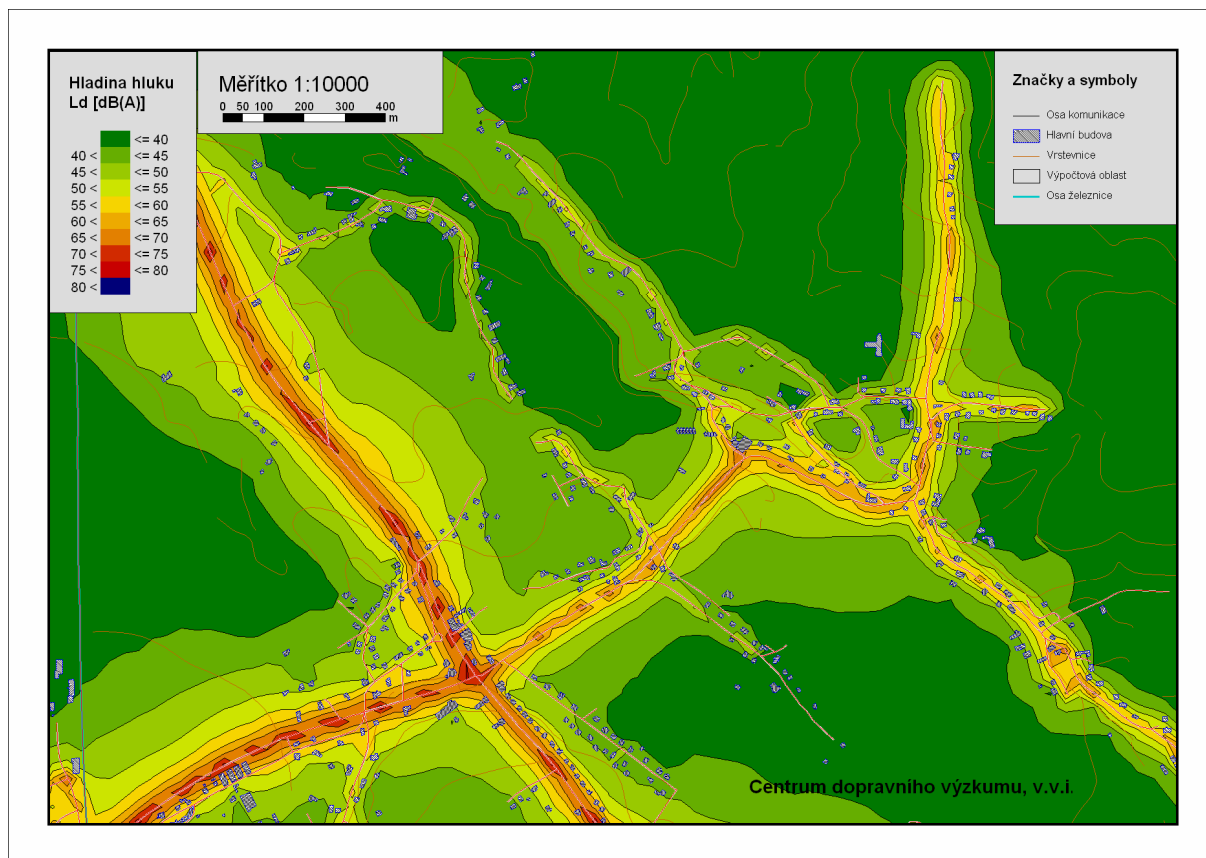 Hladina hluku
Ld [dB(A)]
<= 40
40 < <= 45
45 < <= 50
50 < <= 55
55 < <= 60
60 < <= 65
65 < <= 70
70 < <= 75
75 < <= 80
80 <
Měřítko 1:10000
0 50 100 200 300 400
m
Značky a symboly
Osa komunikace
Hlavní budova
Vrstevnice
Výpočtová oblast
Osa železnice
Centrum dopravního výzkumu, v.v.i.